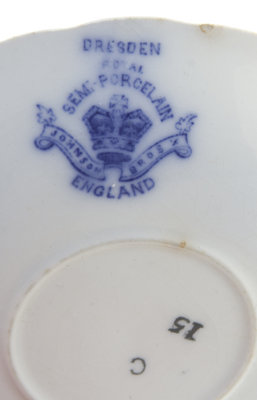 DRESDEN
ROYAL
SEMI-PORCELAIN
JOHNSON BROS
ENGLAND
15
C